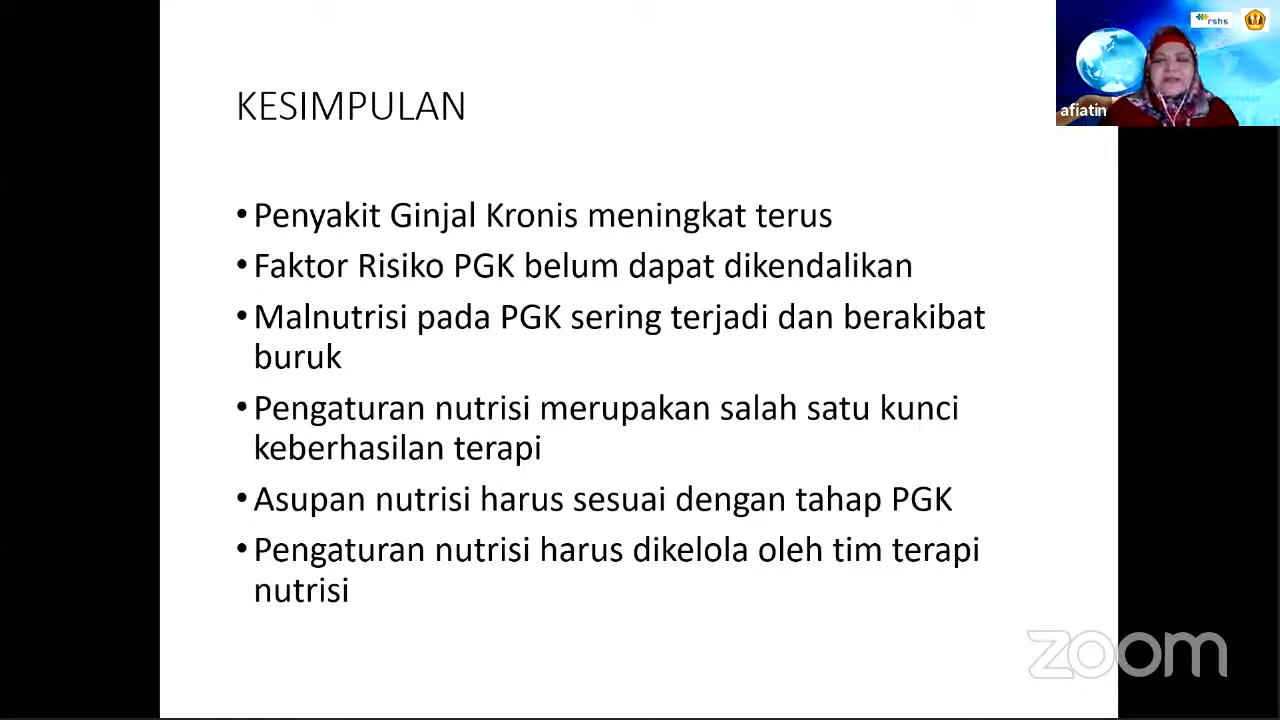 rshs
afiatin
KESIMPULAN
• Penyakit Ginjal Kronis meningkat terus
• Faktor Risiko PGK belum dapat dikendalikan
• Malnutrisi pada PGK sering terjadi dan berakibat
buruk
• Pengaturan nutrisi merupakan salah satu kunci
keberhasilan terapi
• Asupan nutrisi harus sesuai dengan tahap PGK
• Pengaturan nutrisi harus dikelola oleh tim terapi
nutrisi
zoom